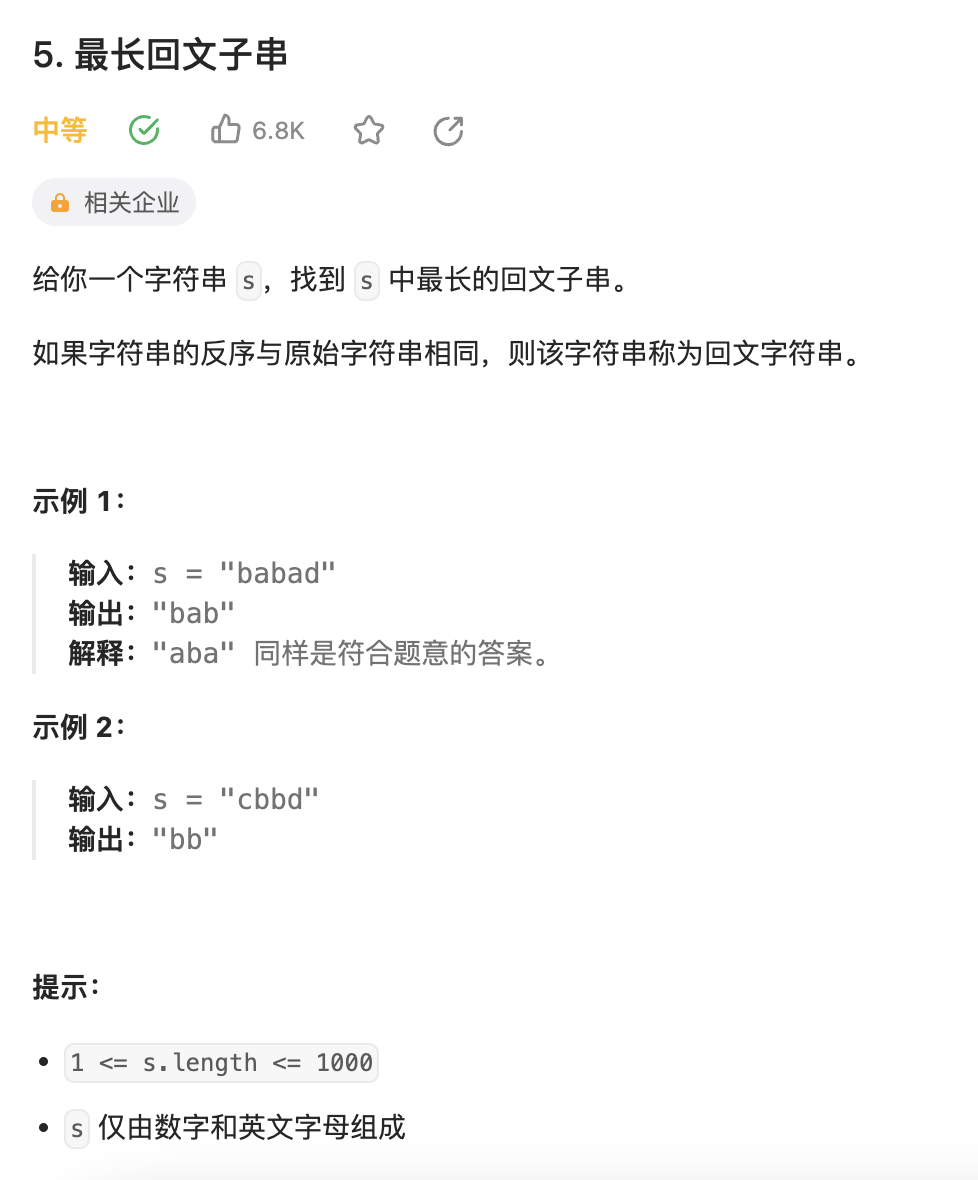 5. 最长回文子串
中等 6.8K
相关企业
给你一个字符串 s，找到 s 中最长的回文子串。
如果字符串的反序与原始字符串相同，则该字符串称为回文字符串。
示例 1：
输入：s = "babad"
输出："bab"
解释："aba" 同样是符合题意的答案。
示例 2：
输入：s = "cbbd"
输出："bb"
提示：
• 1 <= s.length <= 1000
• s 仅由数字和英文字母组成